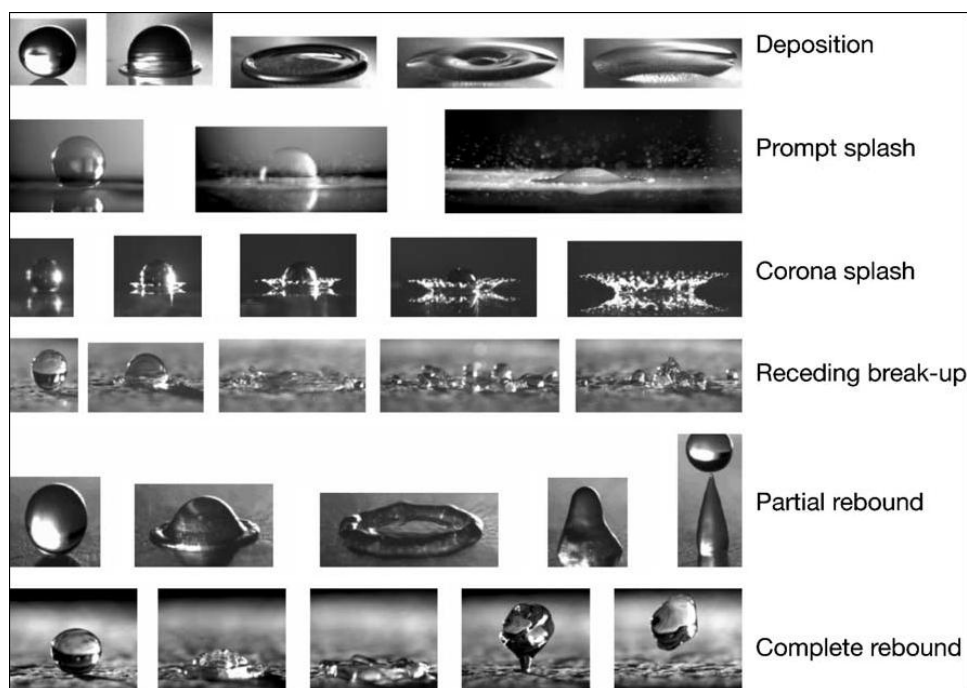 Deposition
Prompt splash
Corona splash
Receding break-up
Partial rebound
Complete rebound